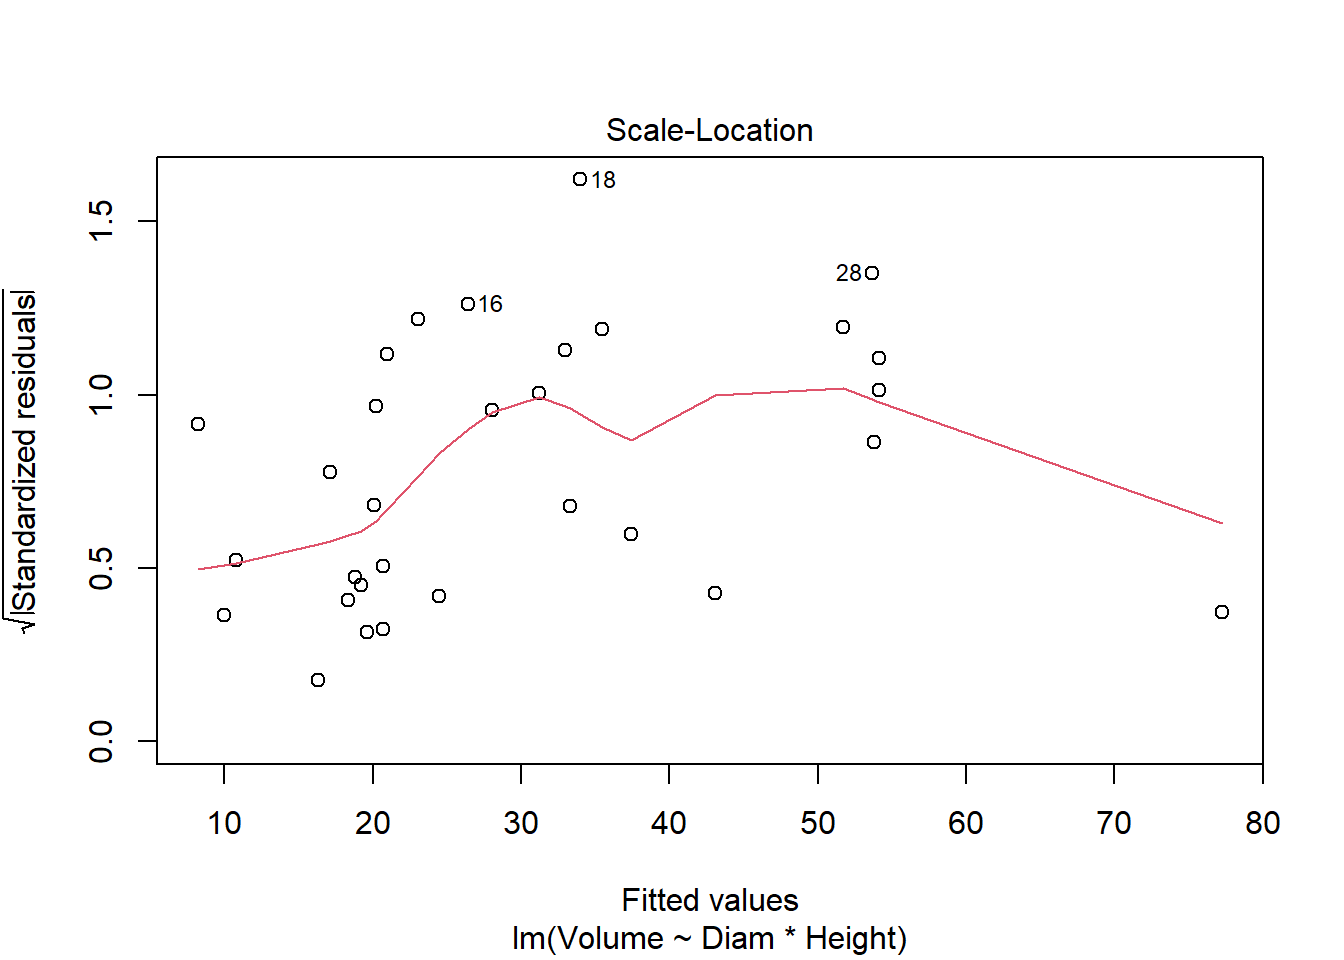 Scale-Location
√|Standardized residuals|
1.5
1.0
0.5
0.0
18
28
16
10 20 30 40 50 60 70 80
Fitted values
lm(Volume ~ Diam * Height)